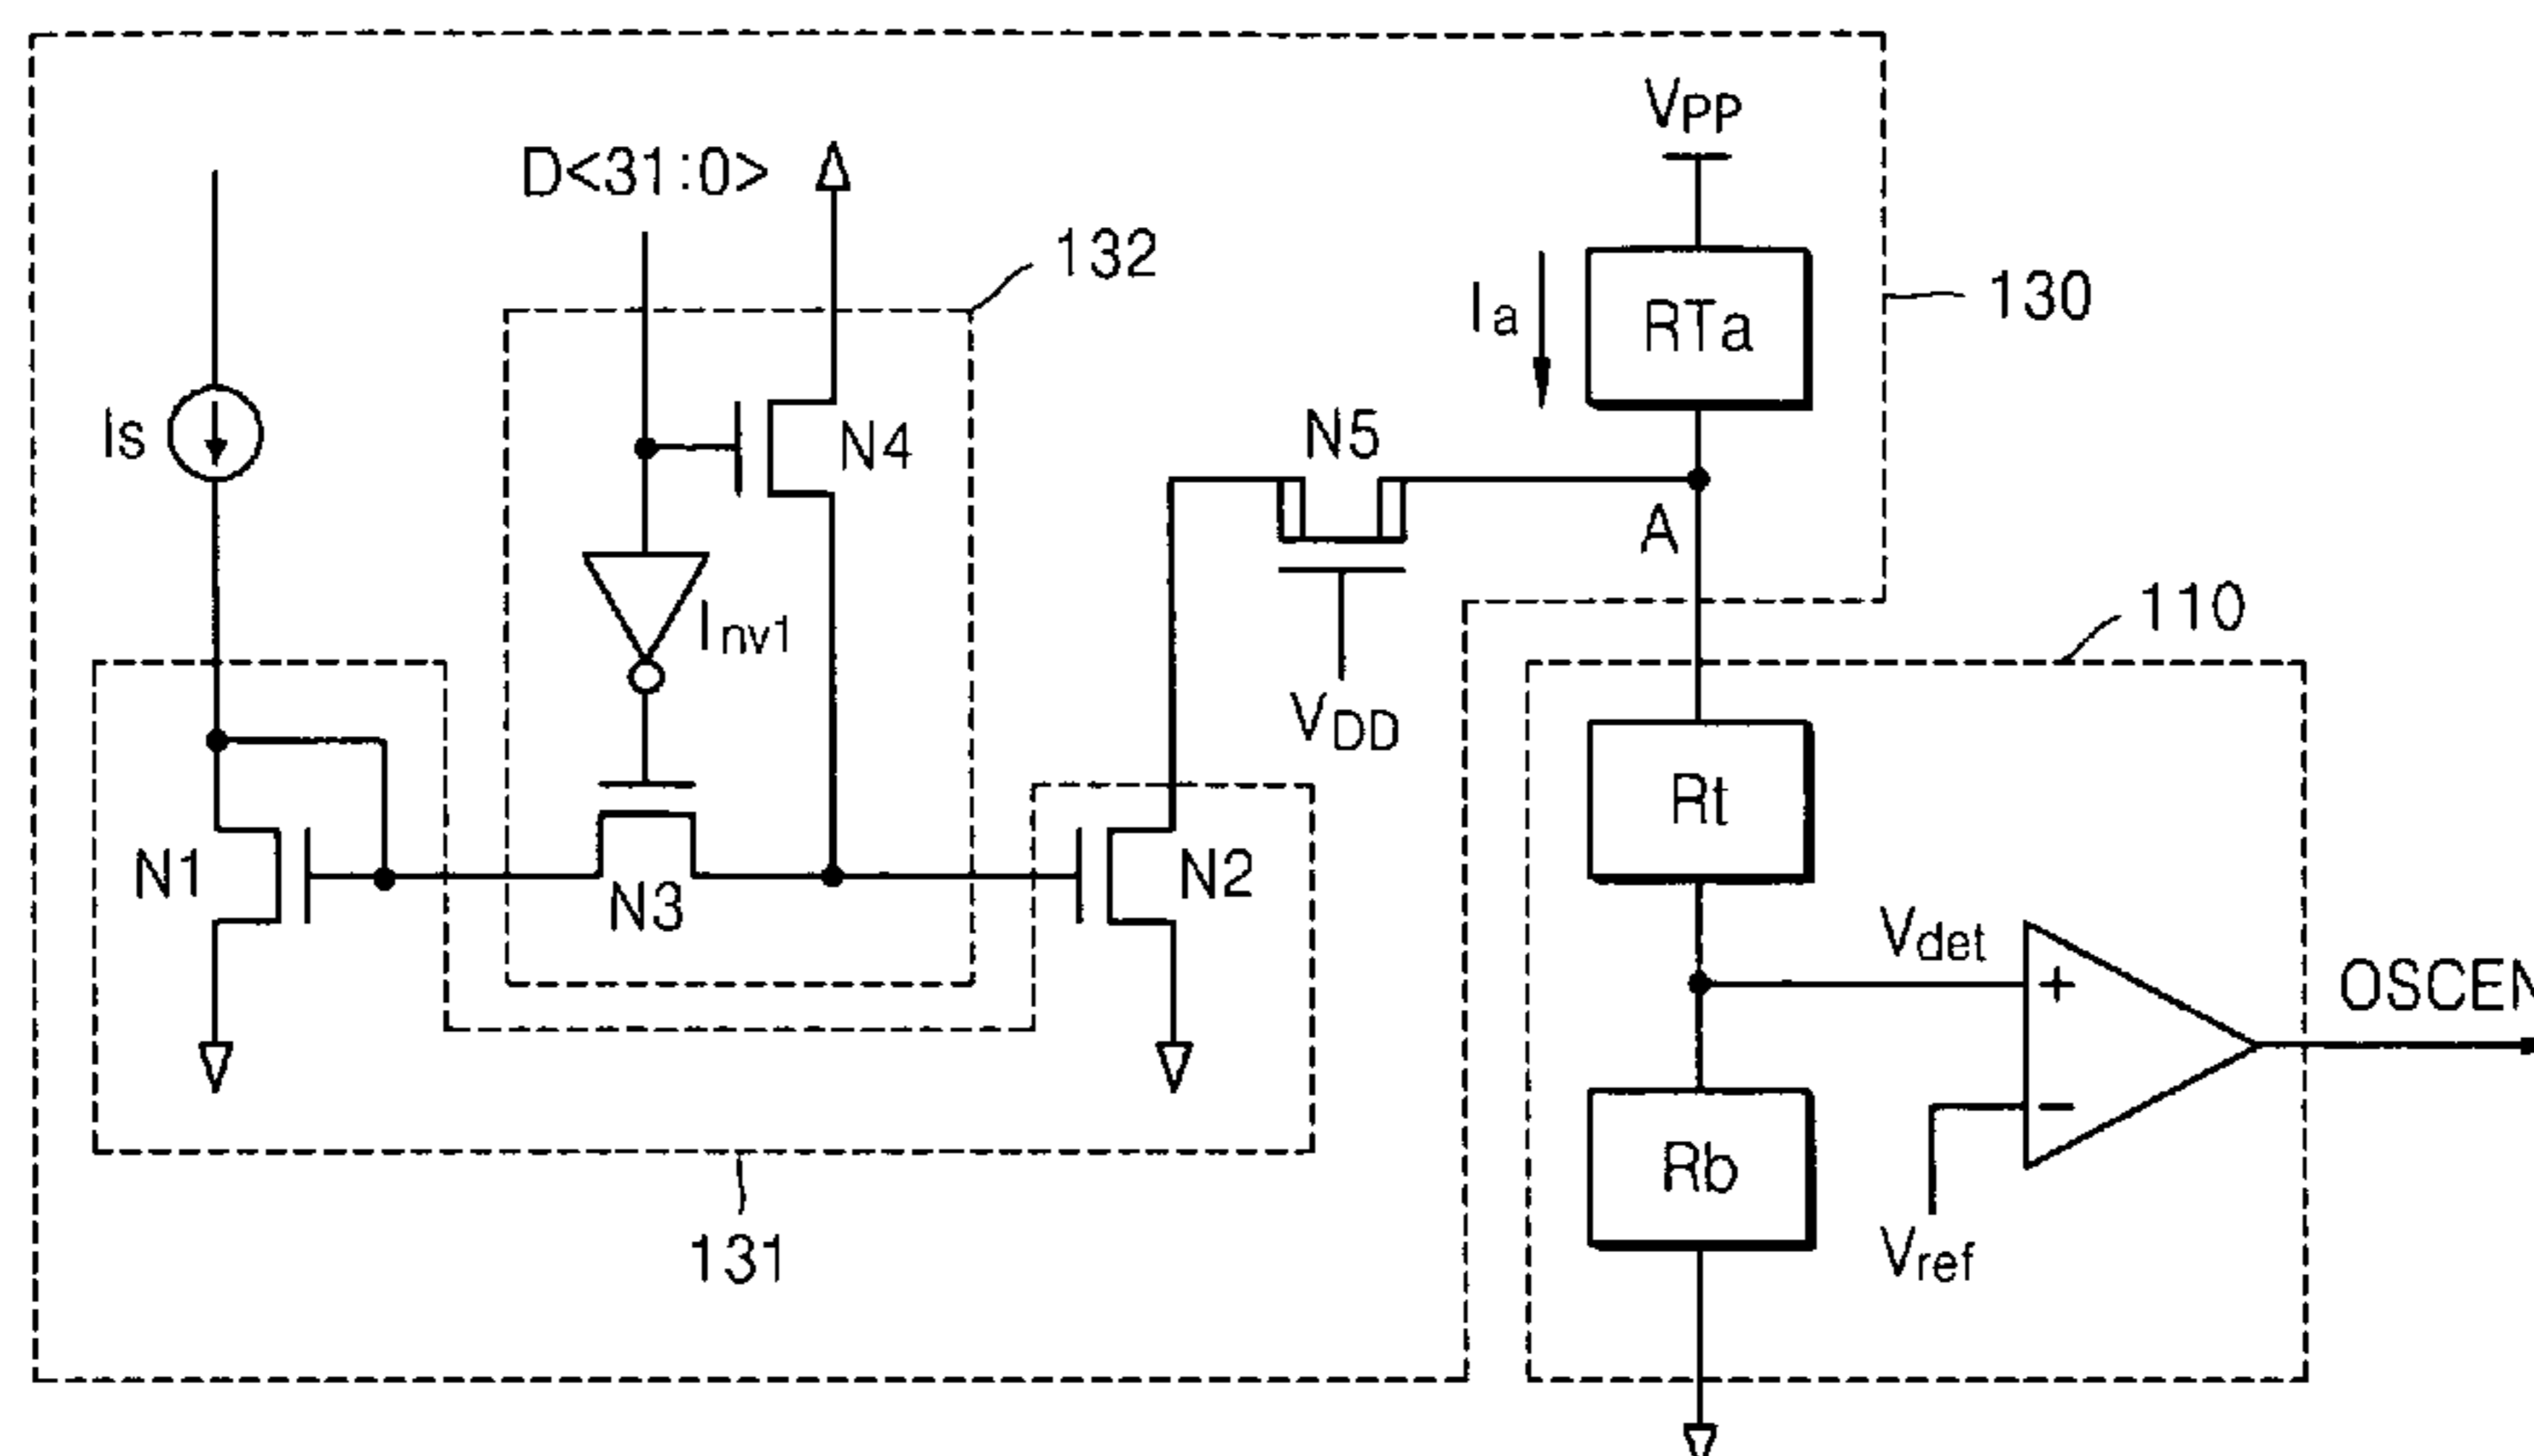 VPP
D<31:0>
132
130
Ia
RTa
Is
N4
N5
A
Inv1
110
VDD
Rt
N1
N3
N2
Vdet
+
OSCEN
−
Rb
Vref
131